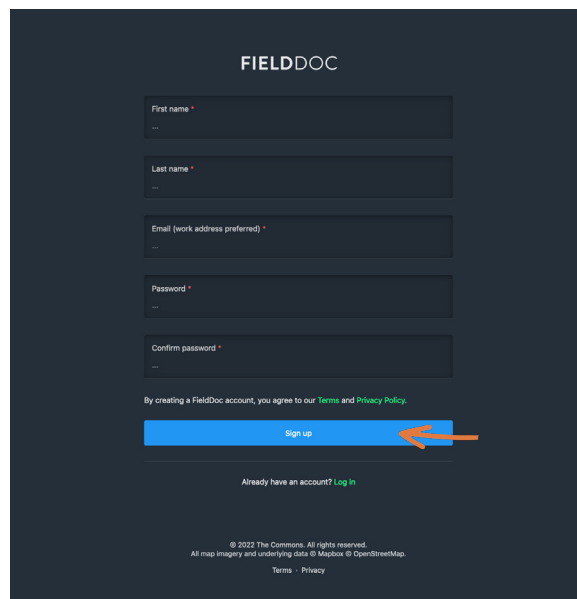 FIELDDOC
First name *
...
Last name *
...
Email (work address preferred) *
...
Password *
...
Confirm password *
...
By creating a FieldDoc account, you agree to our Terms and Privacy Policy.
Sign up
Already have an account? Log in
© 2022 The Commons. All rights reserved.
All map imagery and underlying data © Mapbox © OpenStreetMap.
Terms · Privacy